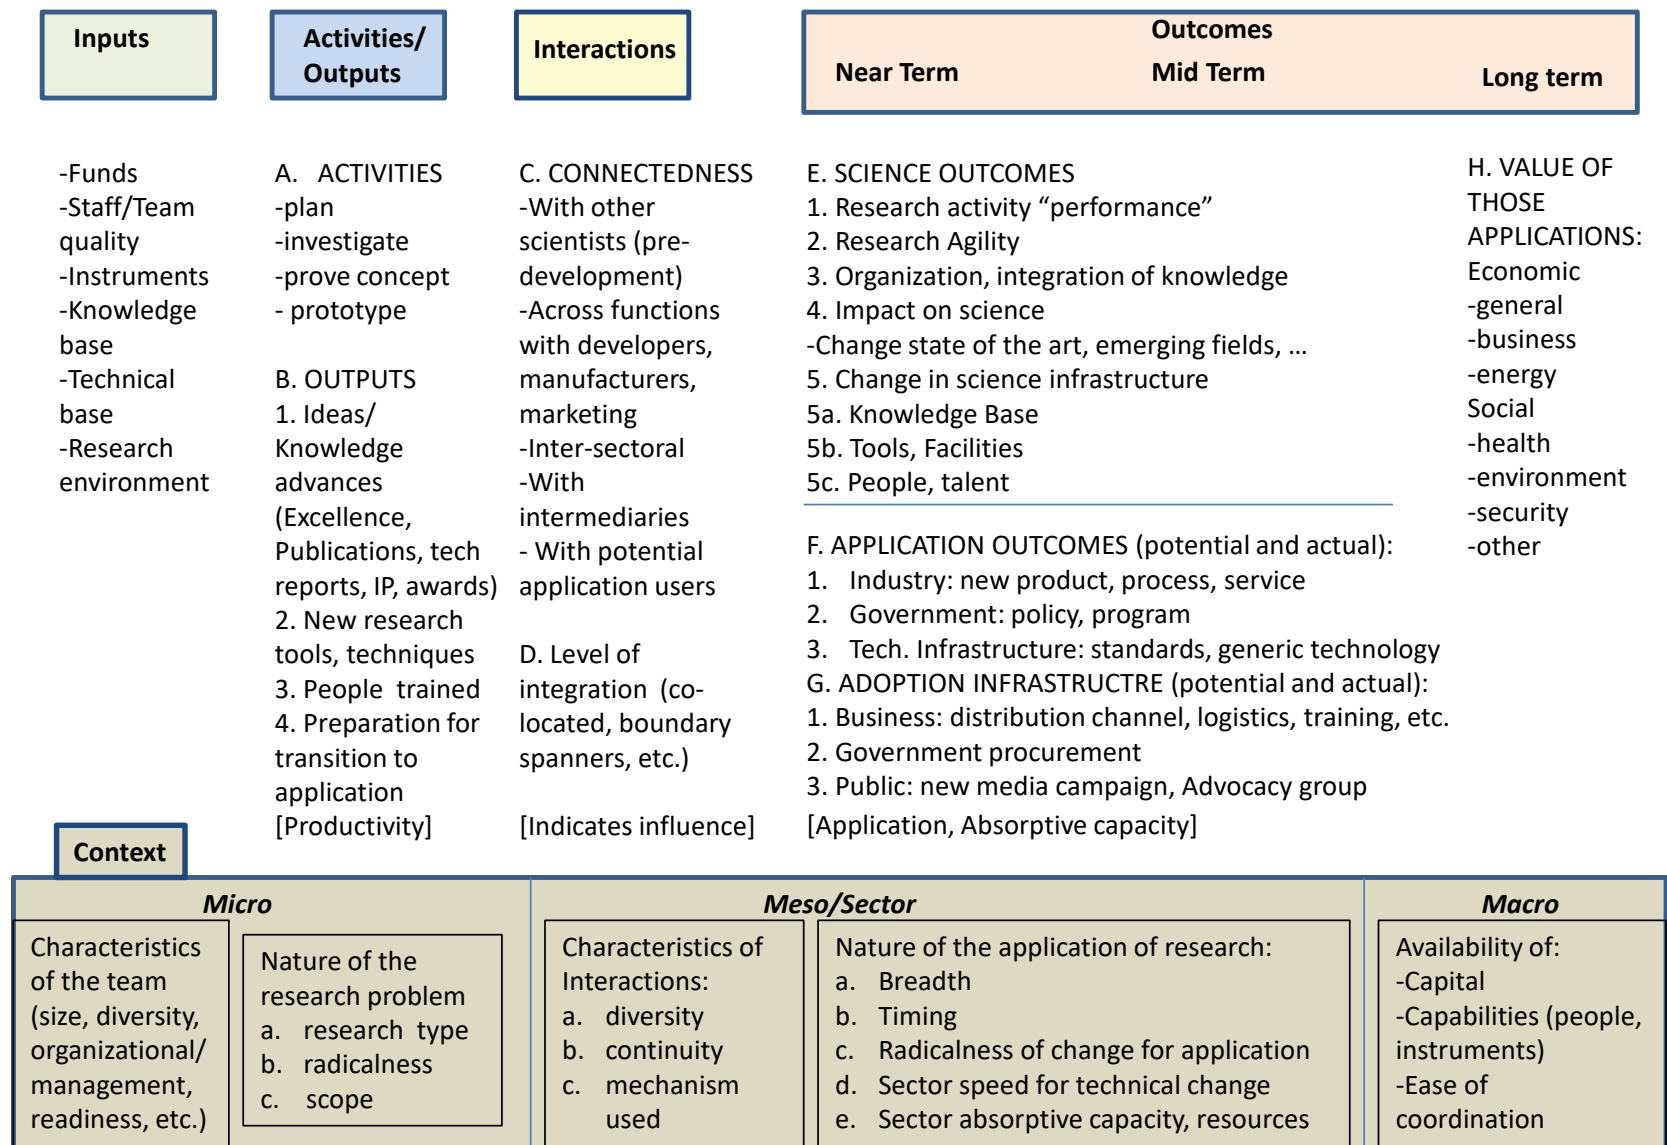 Inputs
Activities/
Outputs
Interactions
Outcomes
Near Term
Mid Term
Long term
-Funds
-Staff/Team
quality
-Instruments
-Knowledge
base
-Technical
base
-Research
environment
A. ACTIVITIES
-plan
-investigate
-prove concept
- prototype
B. OUTPUTS
1. Ideas/
Knowledge
advances
(Excellence,
Publications, tech
reports, IP, awards)
2. New research
tools, techniques
3. People trained
4. Preparation for
transition to
application
[Productivity]
C. CONNECTEDNESS
-With other
scientists (pre-
development)
-Across functions
with developers,
manufacturers,
marketing
-Inter-sectoral
-With
intermediaries
- With potential
application users
D. Level of
integration (co-
located, boundary
spanners, etc.)
[Indicates influence]
E. SCIENCE OUTCOMES
1. Research activity “performance”
2. Research Agility
3. Organization, integration of knowledge
4. Impact on science
-Change state of the art, emerging fields, …
5. Change in science infrastructure
5a. Knowledge Base
5b. Tools, Facilities
5c. People, talent
F. APPLICATION OUTCOMES (potential and actual):
1. Industry: new product, process, service
2. Government: policy, program
3. Tech. Infrastructure: standards, generic technology
G. ADOPTION INFRASTRUCTRE (potential and actual):
1. Business: distribution channel, logistics, training, etc.
2. Government procurement
3. Public: new media campaign, Advocacy group
[Application, Absorptive capacity]
H. VALUE OF
THOSE
APPLICATIONS:
Economic
-general
-business
-energy
Social
-health
-environment
-security
-other
Context
Micro
Characteristics
of the team
(size, diversity,
organizational/
management,
readiness, etc.)
Nature of the
research problem
a. research type
b. radicalness
c. scope
Meso/Sector
Characteristics of
Interactions:
a. diversity
b. continuity
c. mechanism
used
Nature of the application of research:
a. Breadth
b. Timing
c. Radicalness of change for application
d. Sector speed for technical change
e. Sector absorptive capacity, resources
Macro
Availability of:
-Capital
-Capabilities (people,
instruments)
-Ease of
coordination